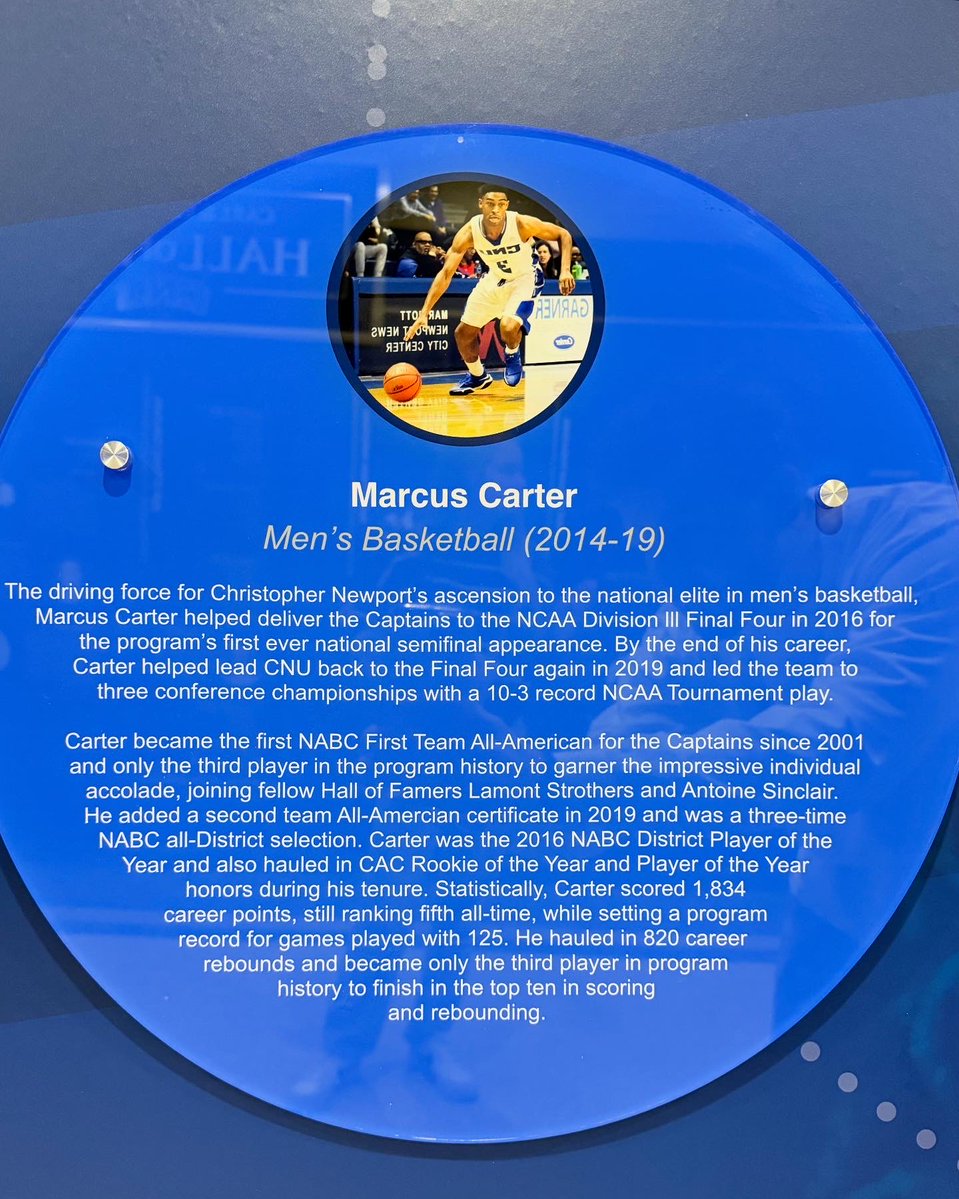 HALL
CNU
2
MARRIOTT
NEWPORT NEWS
CITY CENTER
GARNER
Marcus Carter
Men's Basketball (2014-19)
The driving force for Christopher Newport's ascension to the national elite in men's basketball,
Marcus Carter helped deliver the Captains to the NCAA Division III Final Four in 2016 for
the program's first ever national semifinal appearance. By the end of his career,
Carter helped lead CNU back to the Final Four again in 2019 and led the team to
three conference championships with a 10-3 record NCAA Tournament play.
Carter became the first NABC First Team All-American for the Captains since 2001
and only the third player in the program history to garner the impressive individual
accolade, joining fellow Hall of Famers Lamont Strothers and Antoine Sinclair.
He added a second team All-Amercian certificate in 2019 and was a three-time
NABC all-District selection. Carter was the 2016 NABC District Player of the
Year and also hauled in CAC Rookie of the Year and Player of the Year
honors during his tenure. Statistically, Carter scored 1,834
career points, still ranking fifth all-time, while setting a program
record for games played with 125. He hauled in 820 career
rebounds and became only the third player in program
history to finish in the top ten in scoring
and rebounding.